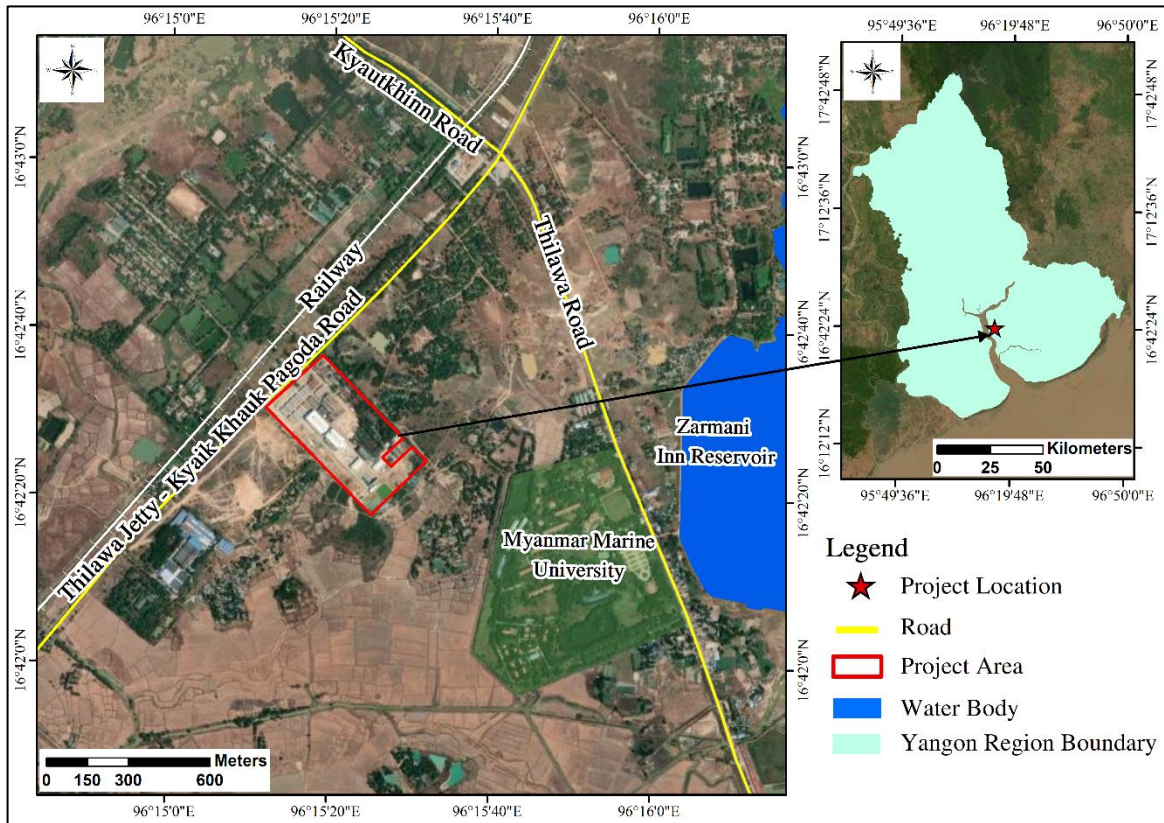 96°15'0"E 96°15'20"E 96°15'40"E 96°16'0"E
16°43'0"N
16°42'40"N
16°42'20"N
16°42'0"N
Kyautkhinn Road
Railway
Thilawa Road
Thilawa Jetty - Kyaik Khauk Pagoda Road
Zarmani
Inn Reservoir
Myanmar Marine
University
Meters
0 150 300 600
16°43'0"N
16°42'40"N
16°42'20"N
16°42'0"N
96°15'0"E 96°15'20"E 96°15'40"E 96°16'0"E
95°49'36"E 96°19'48"E 96°50'0"E
17°42'48"N
17°12'36"N
16°42'24"N
16°12'12"N
Kilometers
0 25 50
17°42'48"N
17°12'36"N
16°42'24"N
16°12'12"N
95°49'36"E 96°19'48"E 96°50'0"E
Legend
Project Location
Road
Project Area
Water Body
Yangon Region Boundary